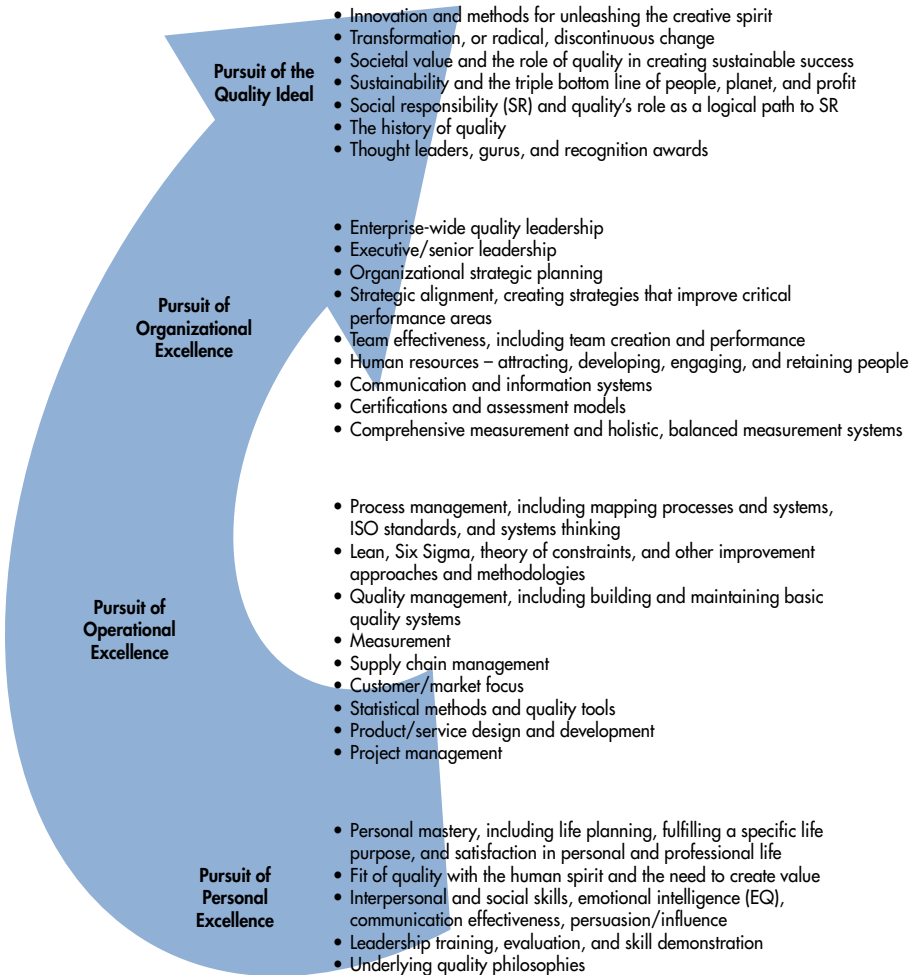 Pursuit of the
Quality Ideal
• Innovation and methods for unleashing the creative spirit
• Transformation, or radical, discontinuous change
• Societal value and the role of quality in creating sustainable success
• Sustainability and the triple bottom line of people, planet, and profit
• Social responsibility (SR) and quality’s role as a logical path to SR
• The history of quality
• Thought leaders, gurus, and recognition awards
Pursuit of
Organizational
Excellence
• Enterprise-wide quality leadership
• Executive/senior leadership
• Organizational strategic planning
• Strategic alignment, creating strategies that improve critical
performance areas
• Team effectiveness, including team creation and performance
• Human resources – attracting, developing, engaging, and retaining people
• Communication and information systems
• Certifications and assessment models
• Comprehensive measurement and holistic, balanced measurement systems
Pursuit of
Operational
Excellence
• Process management, including mapping processes and systems,
ISO standards, and systems thinking
• Lean, Six Sigma, theory of constraints, and other improvement
approaches and methodologies
• Quality management, including building and maintaining basic
quality systems
• Measurement
• Supply chain management
• Customer/market focus
• Statistical methods and quality tools
• Product/service design and development
• Project management
Pursuit of
Personal
Excellence
• Personal mastery, including life planning, fulfilling a specific life
purpose, and satisfaction in personal and professional life
• Fit of quality with the human spirit and the need to create value
• Interpersonal and social skills, emotional intelligence (EQ),
communication effectiveness, persuasion/influence
• Leadership training, evaluation, and skill demonstration
• Underlying quality philosophies